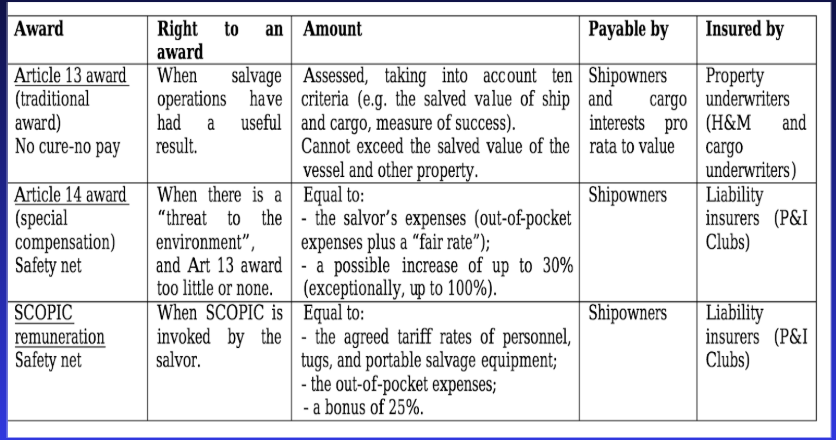 Award
Right to an
award
Amount
Payable by
Insured by
Article 13 award
(traditional
award)
No cure-no pay
When salvage
operations have
had a useful
result.
Assessed, taking into account ten
criteria (e.g. the salved value of ship
and cargo, measure of success).
Cannot exceed the salved value of the
vessel and other property.
Shipowners
and cargo
interests pro
rata to value
Property
underwriters
(H&M and
cargo
underwriters)
Article 14 award
(special
compensation)
Safety net
When there is a
“threat to the
environment”,
and Art 13 award
too little or none.
Equal to:
- the salvor’s expenses (out-of-pocket
expenses plus a “fair rate”);
- a possible increase of up to 30%
(exceptionally, up to 100%).
Shipowners
Liability
insurers (P&I
Clubs)
SCOPIC
remuneration
Safety net
When SCOPIC is
invoked by the
salvor.
Equal to:
- the agreed tariff rates of personnel,
tugs, and portable salvage equipment;
- the out-of-pocket expenses;
- a bonus of 25%.
Shipowners
Liability
insurers (P&I
Clubs)